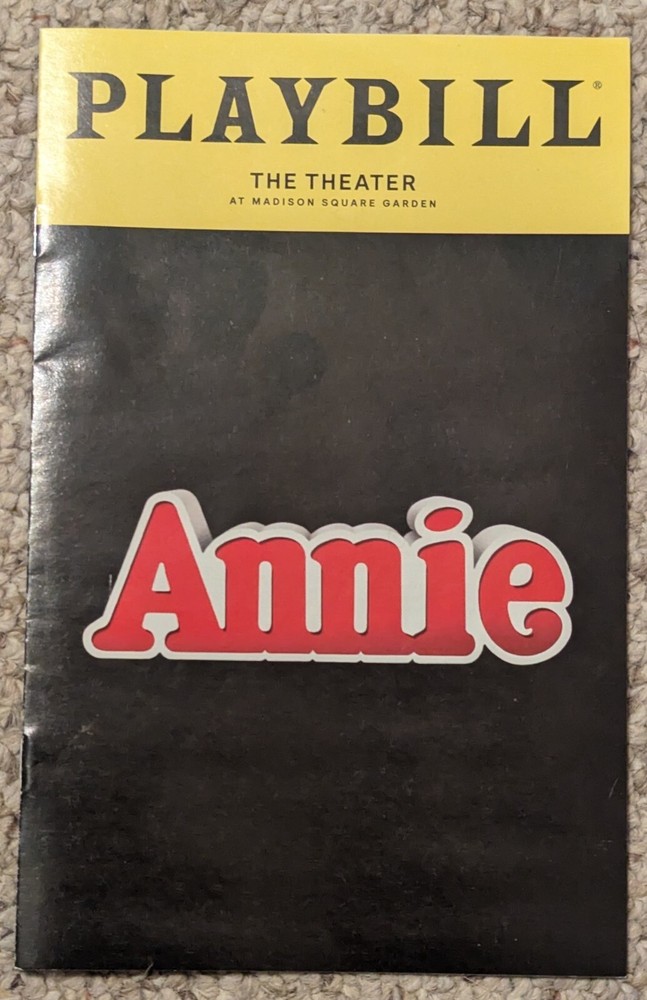 PLAYBILL®
THE THEATER
AT MADISON SQUARE GARDEN
Annie